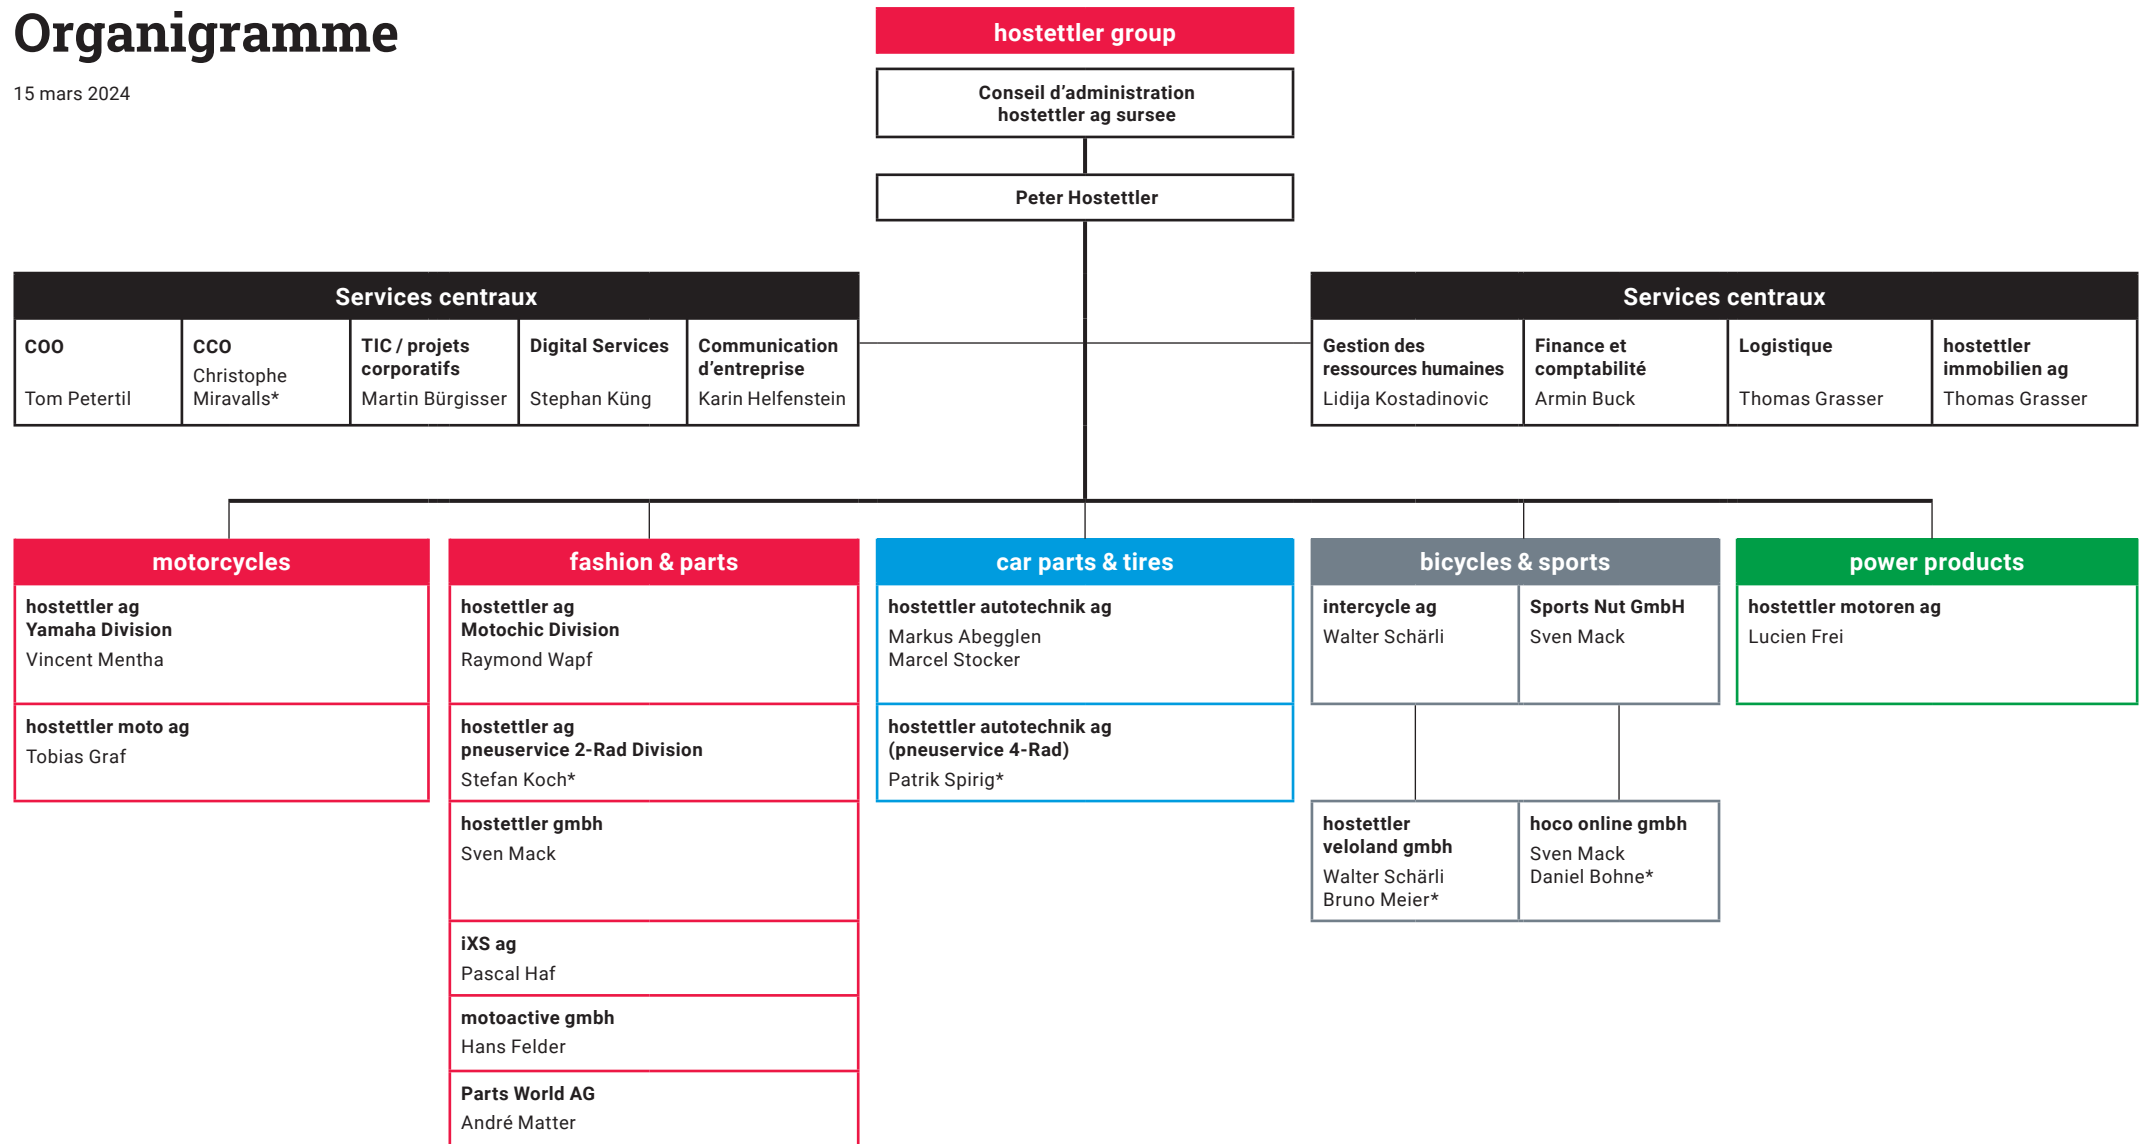 Organigramme
15 mars 2024
hostettler group
Conseil d’administration
hostettler ag sursee
Peter Hostettler
Services centraux
COO
Tom Petertil
CCO
Christophe
Miravalls*
TIC / projets
corporatifs
Martin Bürgisser
Digital Services
Stephan Küng
Communication
d’entreprise
Karin Helfenstein
Services centraux
Gestion des
ressources humaines
Lidija Kostadinovic
Finance et
comptabilité
Armin Buck
Logistique
Thomas Grasser
hostettler
immobilien ag
Thomas Grasser
motorcycles
hostettler ag
Yamaha Division
Vincent Mentha
hostettler moto ag
Tobias Graf
fashion & parts
hostettler ag
Motochic Division
Raymond Wapf
hostettler ag
pneuservice 2-Rad Division
Stefan Koch*
hostettler gmbh
Sven Mack
iXS ag
Pascal Haf
motoactive gmbh
Hans Felder
Parts World AG
André Matter
car parts & tires
hostettler autotechnik ag
Markus Abegglen
Marcel Stocker
hostettler autotechnik ag
(pneuservice 4-Rad)
Patrik Spirig*
bicycles & sports
intercycle ag
Walter Schärli
Sports Nut GmbH
Sven Mack
hostettler
veloland gmbh
Walter Schärli
Bruno Meier*
hoco online gmbh
Sven Mack
Daniel Bohne*
power products
hostettler motoren ag
Lucien Frei